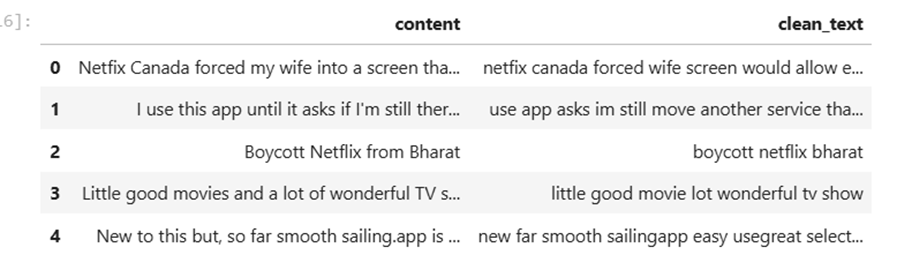 16]:
content clean_text
0 Netfix Canada forced my wife into a screen tha... netfix canada forced wife screen would allow e...
1 I use this app until it asks if I'm still ther... use app asks im still move another service tha...
2 Boycott Netflix from Bharat boycott netflix bharat
3 Little good movies and a lot of wonderful TV s... little good movie lot wonderful tv show
4 New to this but, so far smooth sailing.app is ... new far smooth sailingapp easy usegreat select...